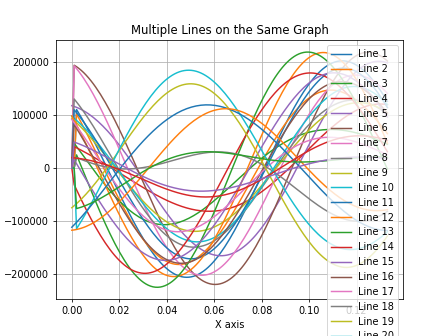 Multiple Lines on the Same Graph
200000
100000
0
−100000
−200000
0.00
0.02
0.04
0.06
0.08
0.10
X axis
Line 1
Line 2
Line 3
Line 4
Line 5
Line 6
Line 7
Line 8
Line 9
Line 10
Line 11
Line 12
Line 13
Line 14
Line 15
Line 16
Line 17
Line 18
Line 19